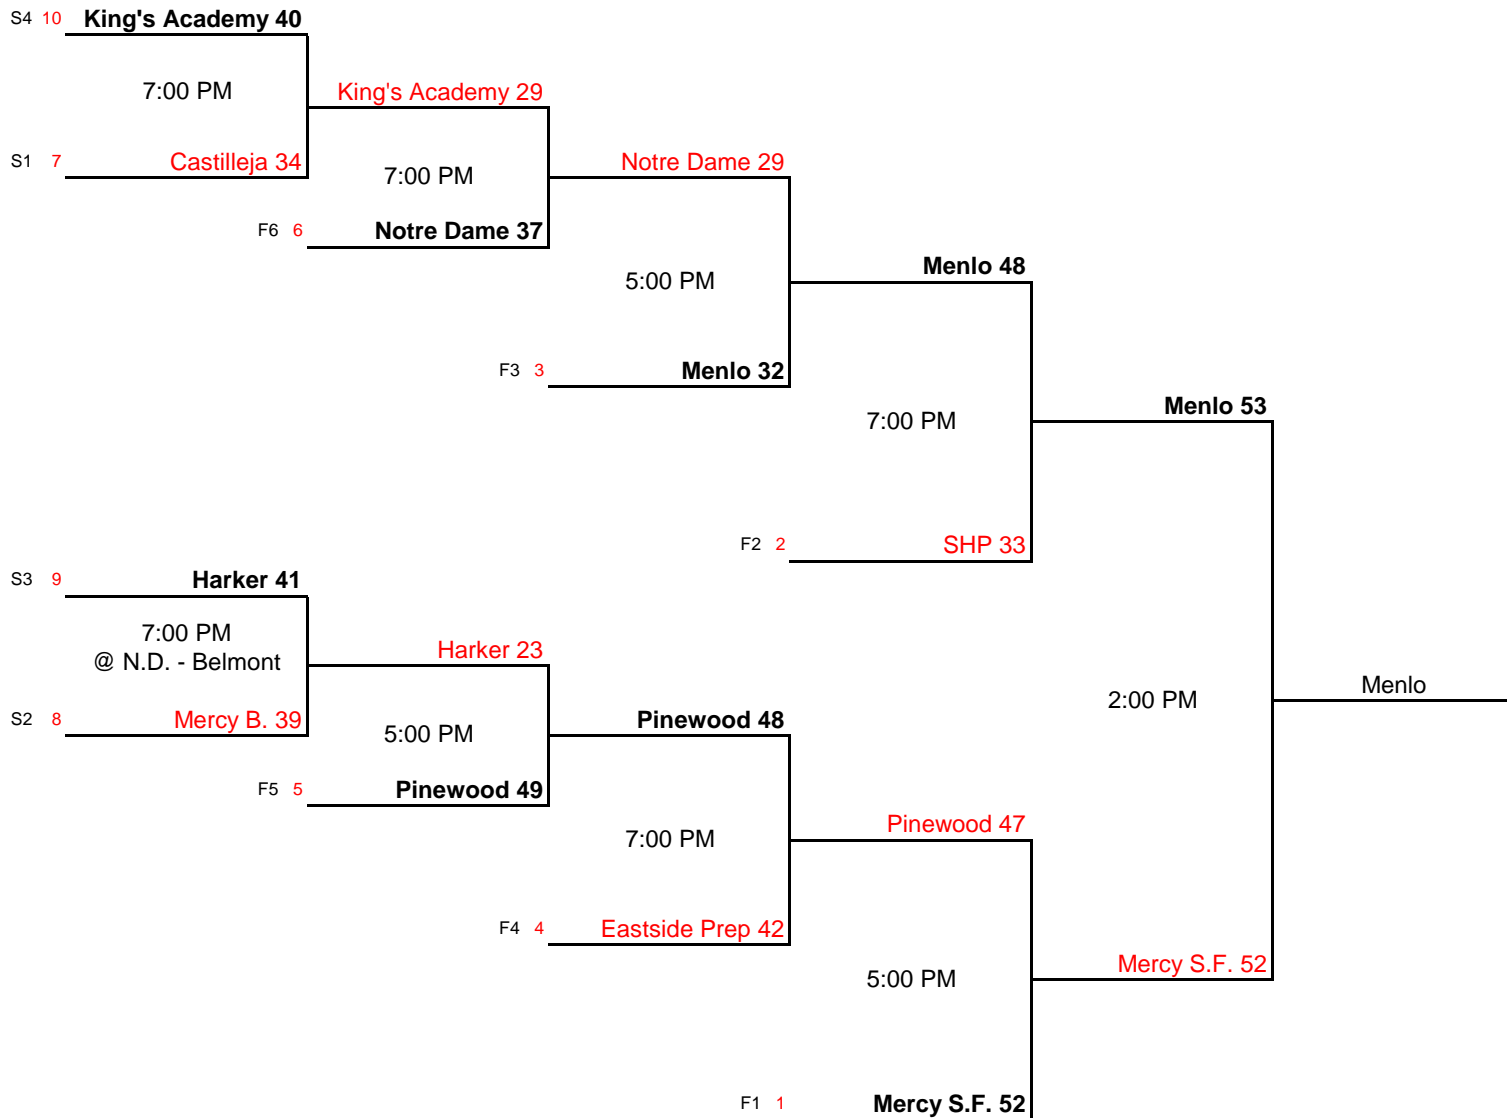 S4 10 King's Academy 40
7:00 PM
King's Academy 29
S1 7 Castilleja 34
Notre Dame 29
7:00 PM
F6 6 Notre Dame 37
Menlo 48
5:00 PM
F3 3 Menlo 32
Menlo 53
7:00 PM
F2 2 SHP 33
S3 9 Harker 41
7:00 PM
@ N.D. - Belmont
Harker 23
Menlo
2:00 PM
S2 8 Mercy B. 39
Pinewood 48
5:00 PM
F5 5 Pinewood 49
Pinewood 47
7:00 PM
F4 4 Eastside Prep 42
Mercy S.F. 52
5:00 PM
F1 1 Mercy S.F. 52